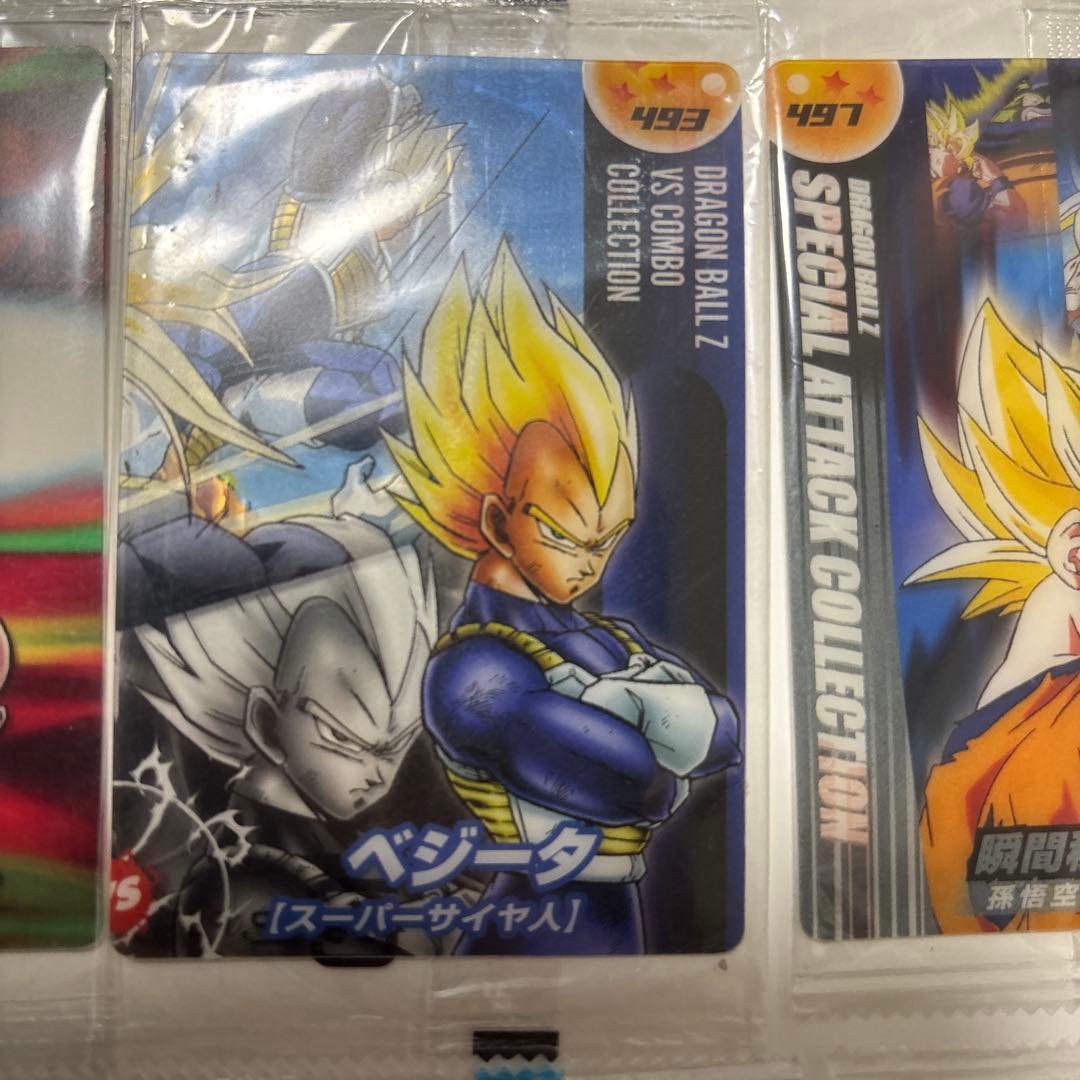 493
DRAGON BALL Z
VS COMBO
COLLECTION
ベジータ
【スーパーサイヤ人】
VS
497
DRAGON BALL Z
SPECIAL ATTACK COLLECTION
瞬間
孫悟空